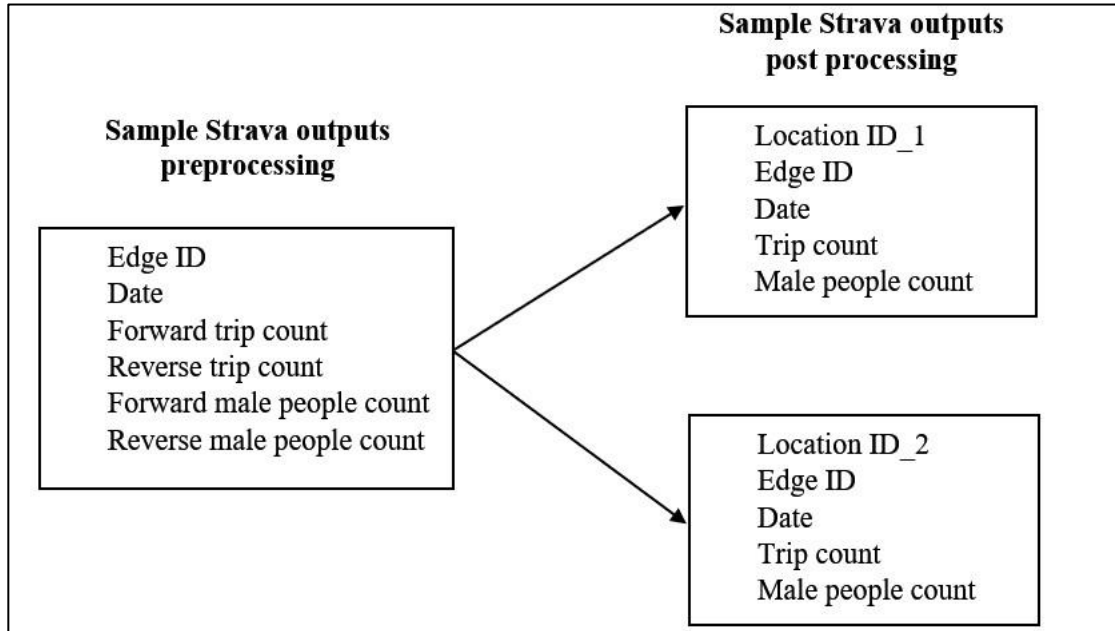 Sample Strava outputs
preprocessing
Edge ID
Date
Forward trip count
Reverse trip count
Forward male people count
Reverse male people count
Sample Strava outputs
post processing
Location ID_1
Edge ID
Date
Trip count
Male people count
Location ID_2
Edge ID
Date
Trip count
Male people count